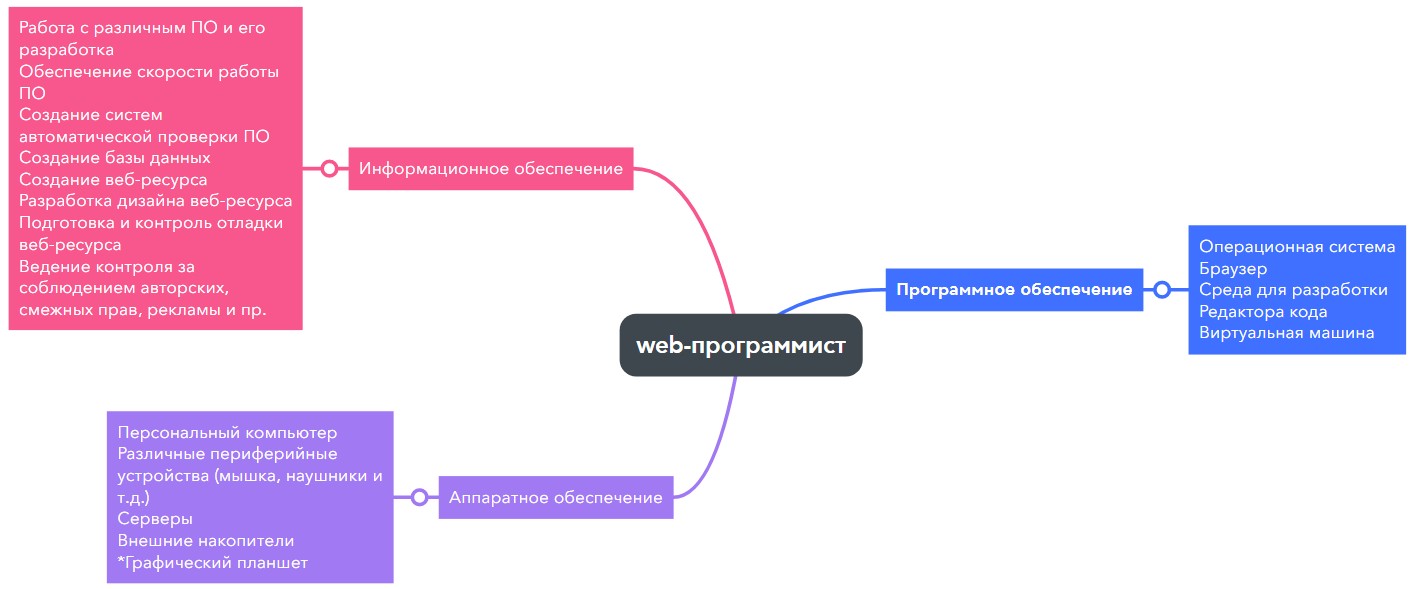 Работа с различным ПО и его
разработка
Обеспечение скорости работы
ПО
Создание систем
автоматической проверки ПО
Создание базы данных
Создание веб-ресурса
Разработка дизайна веб-ресурса
Подготовка и контроль отладки
веб-ресурса
Ведение контроля за
соблюдением авторских,
смежных прав, рекламы и пр.
Информационное обеспечение
Операционная система
Браузер
Среда для разработки
Редактора кода
Виртуальная машина
Программное обеспечение
web-программист
Персональный компьютер
Различные периферийные
устройства (мышка, наушники и
т.д.)
Серверы
Внешние накопители
*Графический планшет
Аппаратное обеспечение